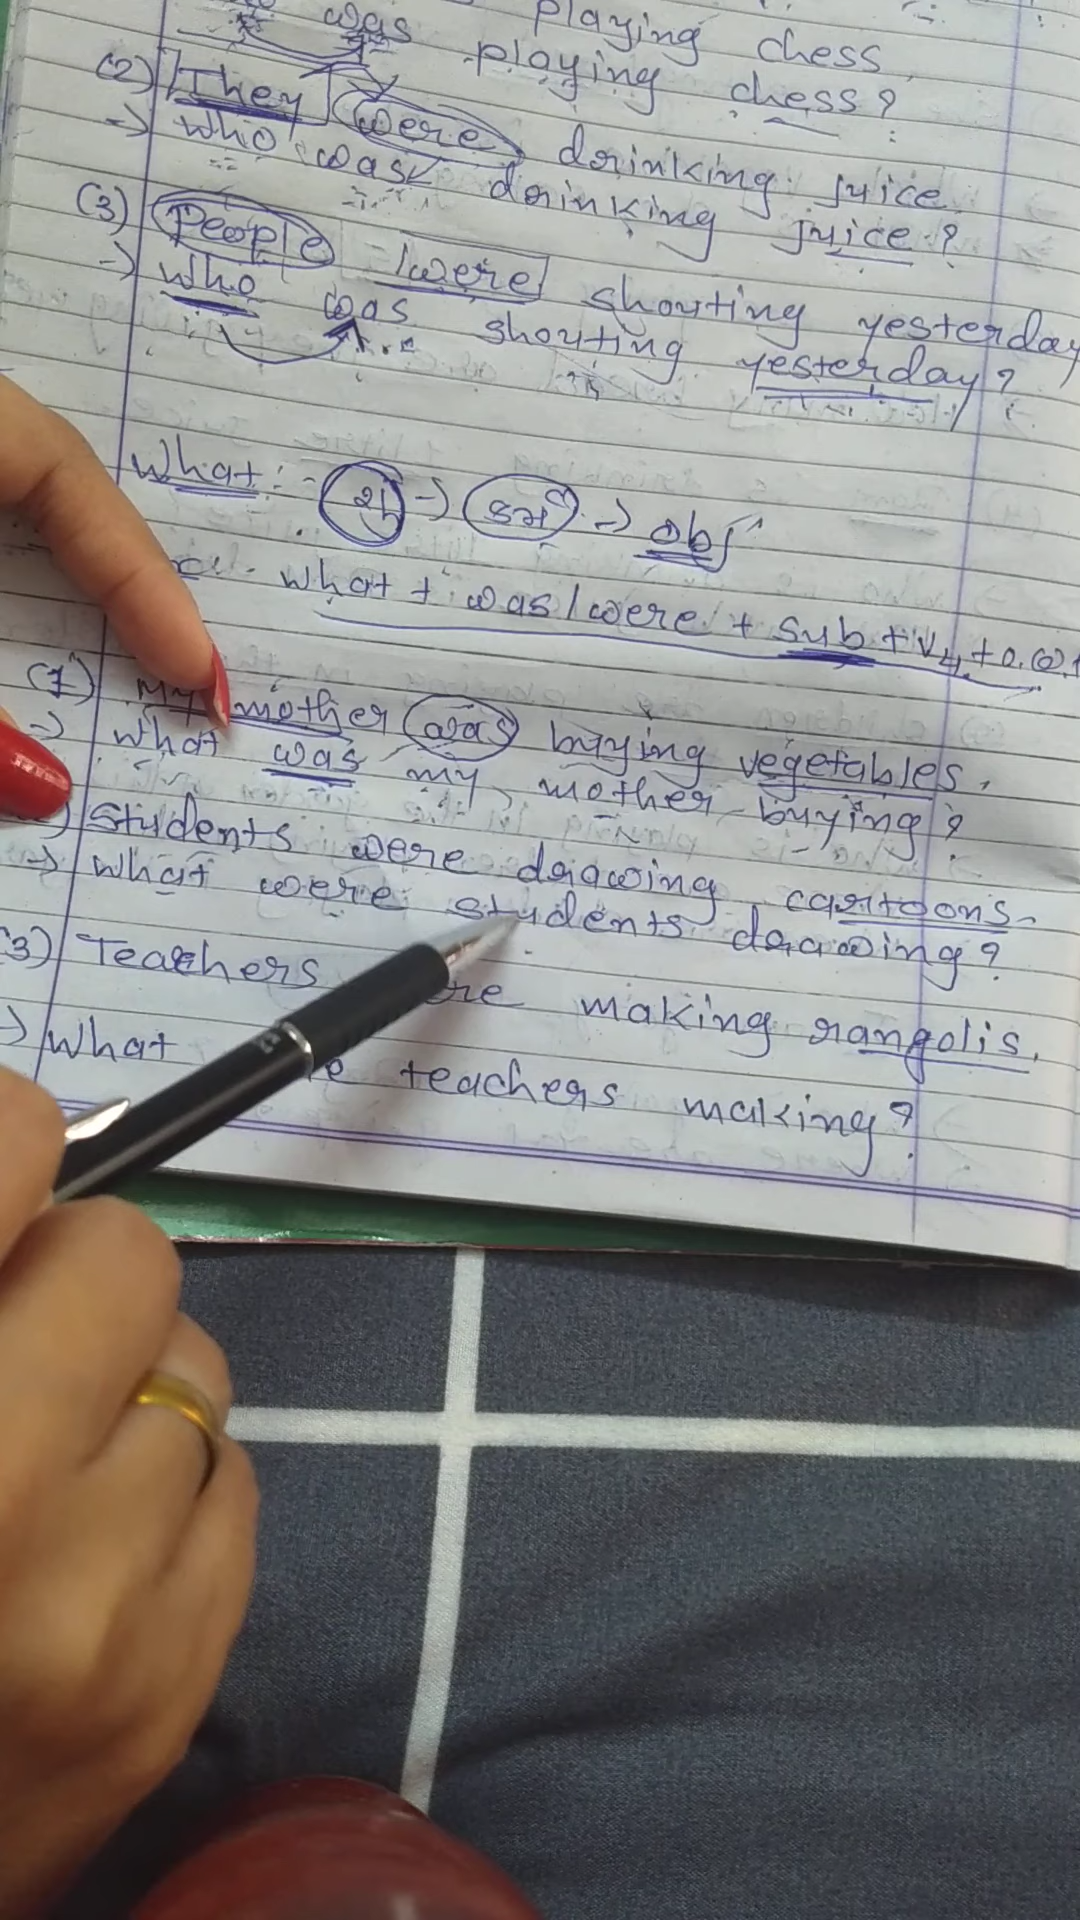 was playing chess
playing chess?
(2) They were drinking juice.
-> who was drinking juice?
(3) People were shouting yesterday
-> who was shouting yesterday?
What :- -> -> obj
what + was/were + sub + V4 + o.w.
(1) My mother was buying vegetables.
-> what was my mother buying?
) Students were drawing cartoons.
-> what were students drawing?
(3) Teachers making rangolis.
-> What teachers making?